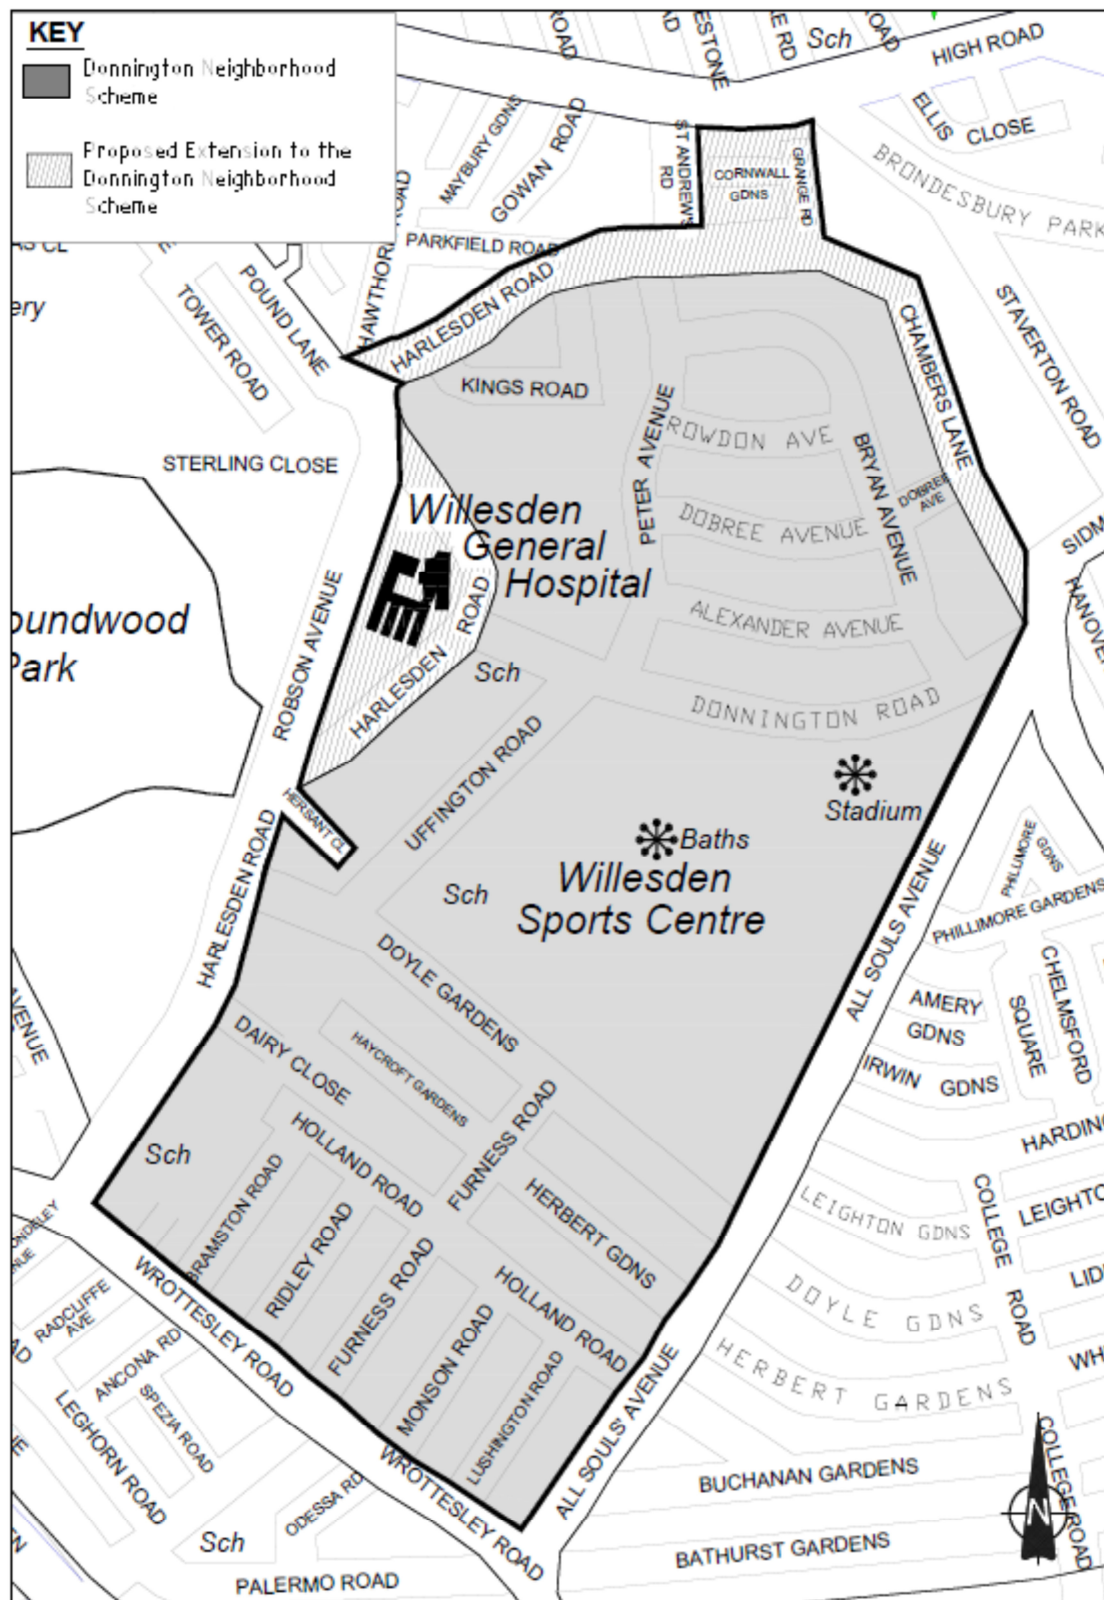 KEY
Donnington Neighborhood
Scheme
Proposed Extension to the
Donnington Neighborhood
Scheme
Sch
HIGH ROAD
ELLIS
CLOSE
BRONDESBURY PARK
MAYBURY GDNS
GOWAN ROAD
ST ANDREW'S
RD
CORNWALL
GDNS
GRANGE RD
PARKFIELD ROAD
HARLESDEN ROAD
POUND LANE
TOWER ROAD
STAVERTON ROAD
CHAMBERS LANE
KINGS ROAD
PETER AVENUE
ROWDON AVE
BRYAN AVENUE
DOBREE
AVE
DOBREE AVENUE
STERLING CLOSE
Willesden
General
Hospital
ALEXANDER AVENUE
ROBSON AVENUE
HARLESDEN
ROAD
Sch
DONNINGTON ROAD
oundwood
Park
UFFINGTON ROAD
Stadium
HERSANT CL
Baths
Willesden
Sports Centre
Sch
HARLESDEN ROAD
ALL SOULS AVENUE
PHILLIMORE
GDNS
PHILLIMORE GARDENS
DOYLE GARDENS
AMERY
GDNS
SQUARE
CHELMSFORD
IRWIN GDNS
DAIRY CLOSE
HAYCROFT GARDENS
HOLLAND ROAD
FURNESS ROAD
Sch
BRAMSTON ROAD
HERBERT GDNS
LEIGHTON GDNS
COLLEGE ROAD
RIDLEY ROAD
FURNESS ROAD
HOLLAND ROAD
DOYLE GDNS
WROTTESLEY ROAD
RADCLIFFE
AVE
ANCONA RD
MONSON ROAD
LUSHINGTON ROAD
HERBERT GARDENS
SPEZIA ROAD
LEGHORN ROAD
ALL SOULS' AVENUE
BUCHANAN GARDENS
COLLEGE ROAD
N
WROTTESLEY ROAD
ODESSA RD
Sch
BATHURST GARDENS
PALERMO ROAD